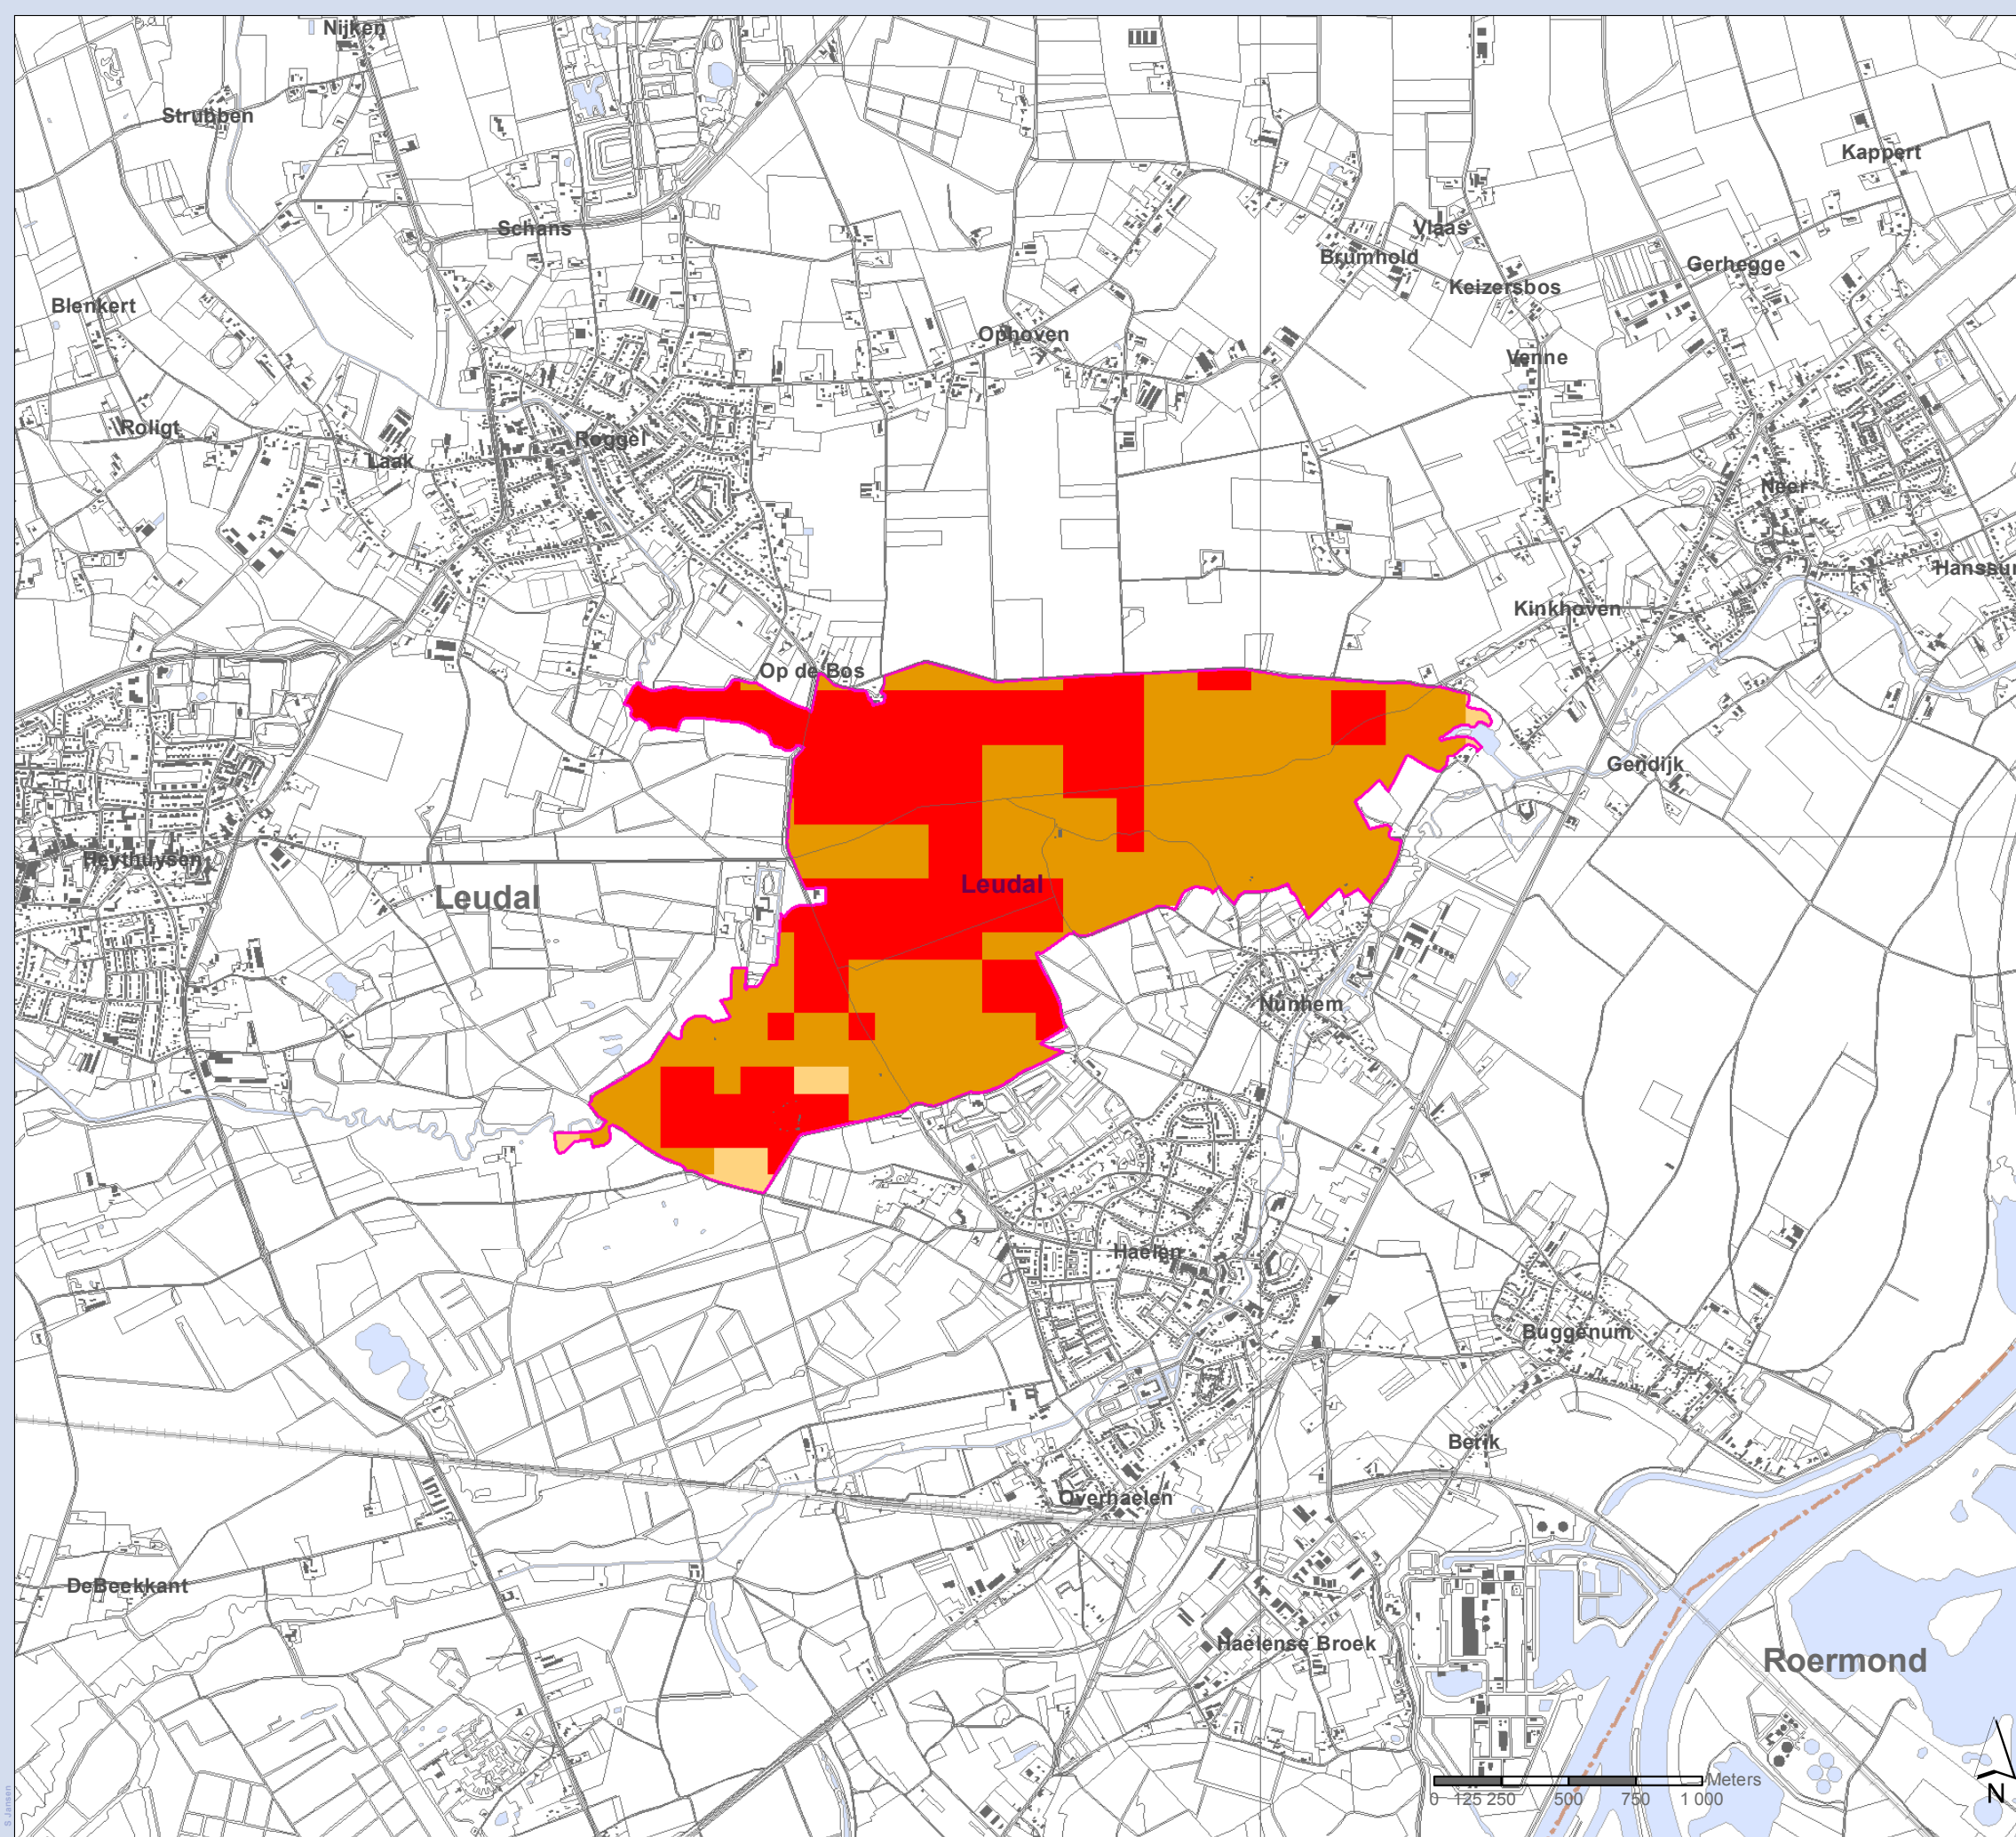 Nijken
Strubben
Kappert
Schans
Vlaas
Brumhold
Gerhegge
Keizersbos
Blenkert
Ophoven
Venne
Roligt
Roggel
Laak
Neer
Hanssum
Kinkhoven
Op de Bos
Gendijk
Heythuysen
Leudal
Leudal
Nunhem
Haelen
Buggenum
Berik
Overhaelen
DeBeekkant
Haelense Broek
Roermond
Meters
0 125 250 500 750 1 000
N
S Jansen